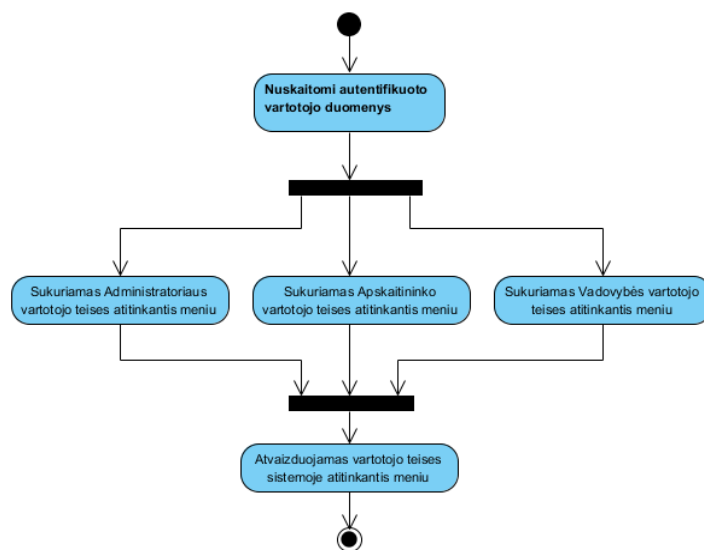 Nuskaitomi autentifikuoto
vartotojo duomenys
Sukuriamas Administratoriaus
vartotojo teises atitinkantis meniu
Sukuriamas Apskaitininko
vartotojo teises atitinkantis meniu
Sukuriamas Vadovybės vartotojo
teises atitinkantis meniu
Atvaizduojamas vartotojo teises
sistemoje atitinkantis meniu